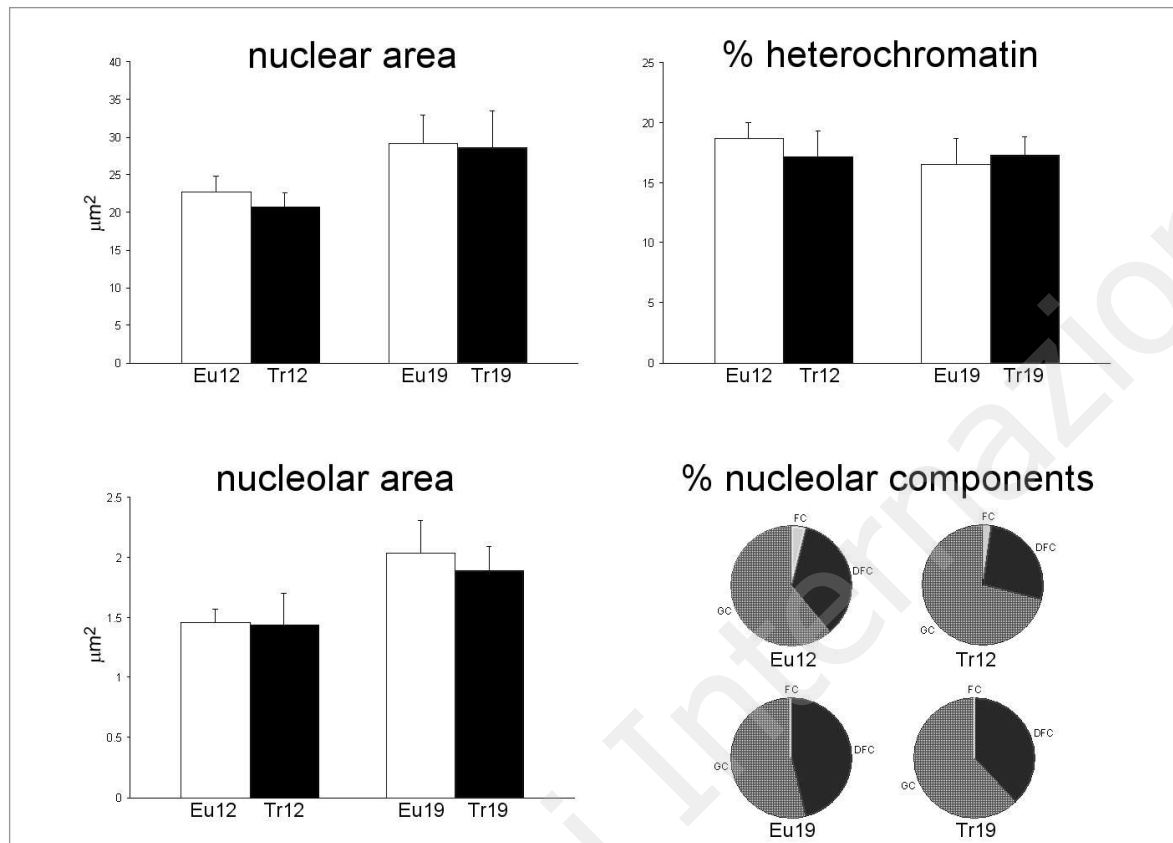 nuclear area
40
35
30
25
20
15
10
5
0
μm²
Eu12 Tr12 Eu19 Tr19
% heterochromatin
25
20
15
10
5
0
Eu12 Tr12 Eu19 Tr19
nucleolar area
2.5
2
1.5
1
0.5
0
μm²
Eu12 Tr12 Eu19 Tr19
% nucleolar components
FC
DFC
GC
Eu12
FC
DFC
GC
Tr12
FC
DFC
GC
Eu19
FC
DFC
GC
Tr19
i Internazion